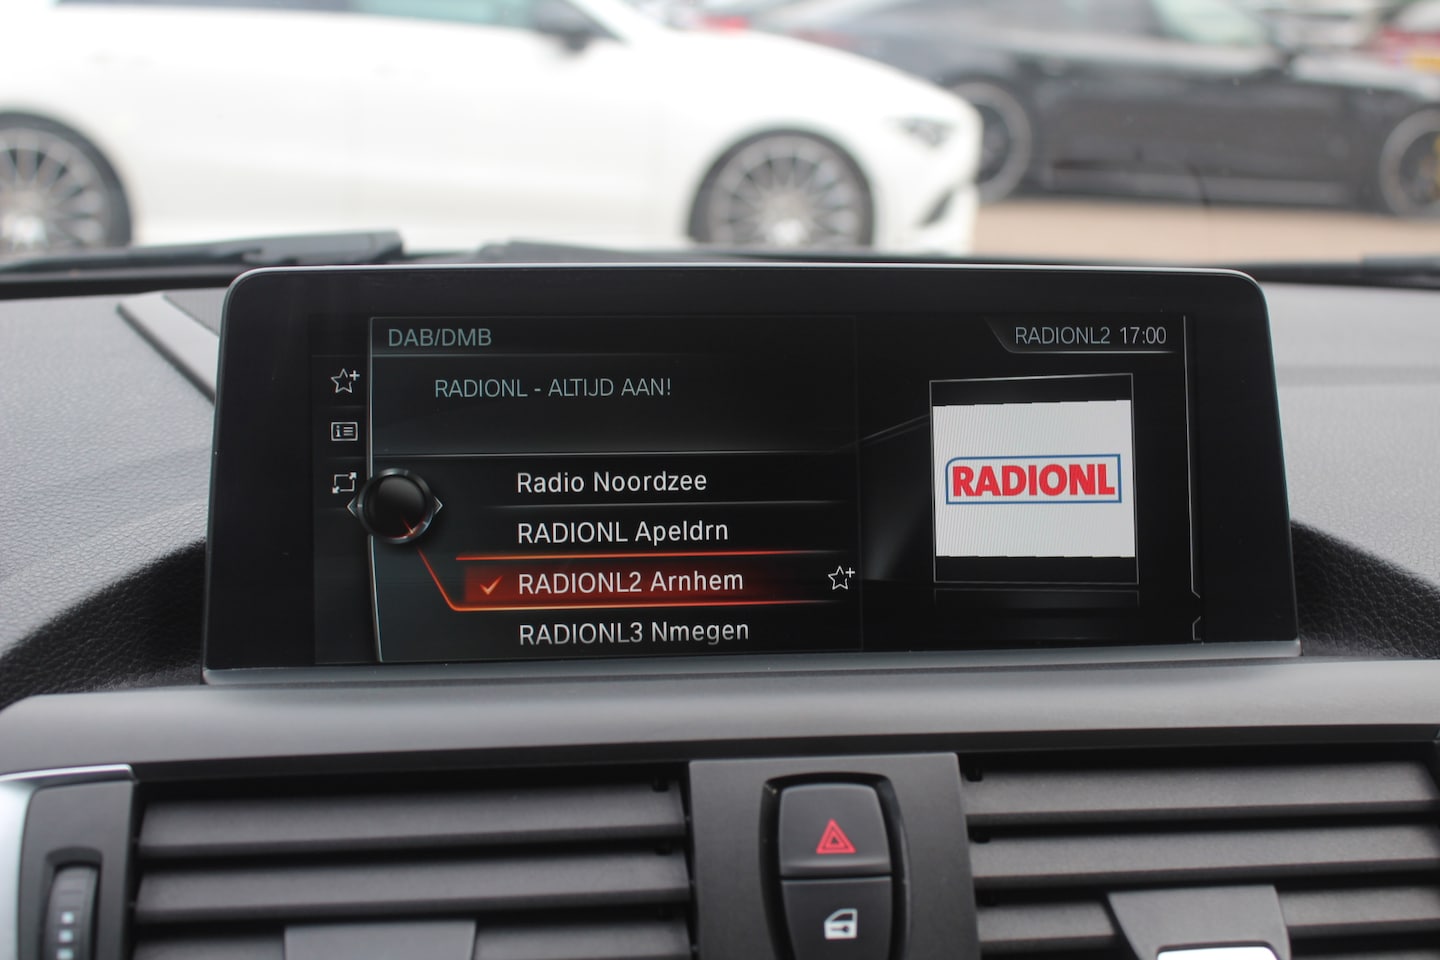 DAB/DMB
RADIONL2 17:00
RADIONL - ALTIJD AAN!
Radio Noordzee
RADIONL Apeldrn
RADIONL2 Arnhem
RADIONL3 Nmegen
RADIONL